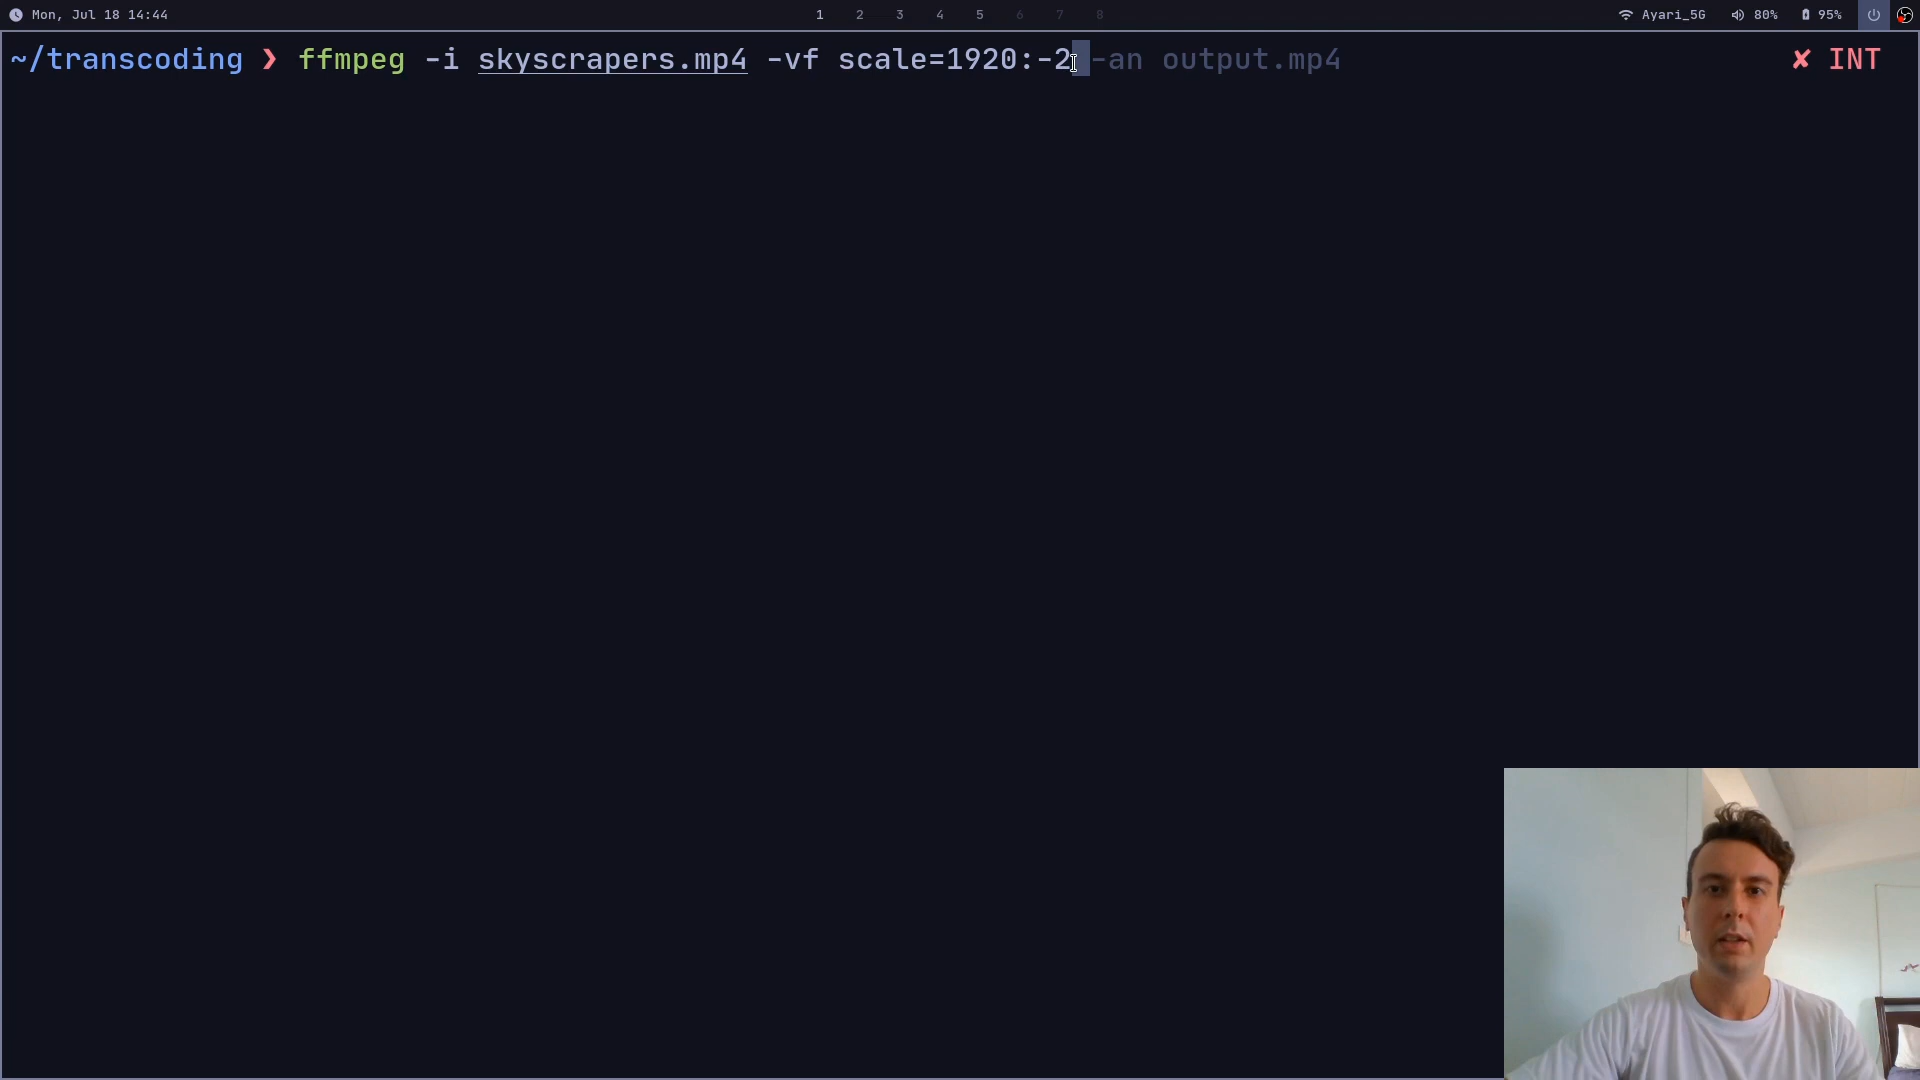 Mon, Jul 18 14:44
1 2 3 4 5 6 7 8
Ayari_5G 80% 95%
~/transcoding ❯ ffmpeg -i skyscrapers.mp4 -vf scale=1920:-2 -an output.mp4 ✘ INT